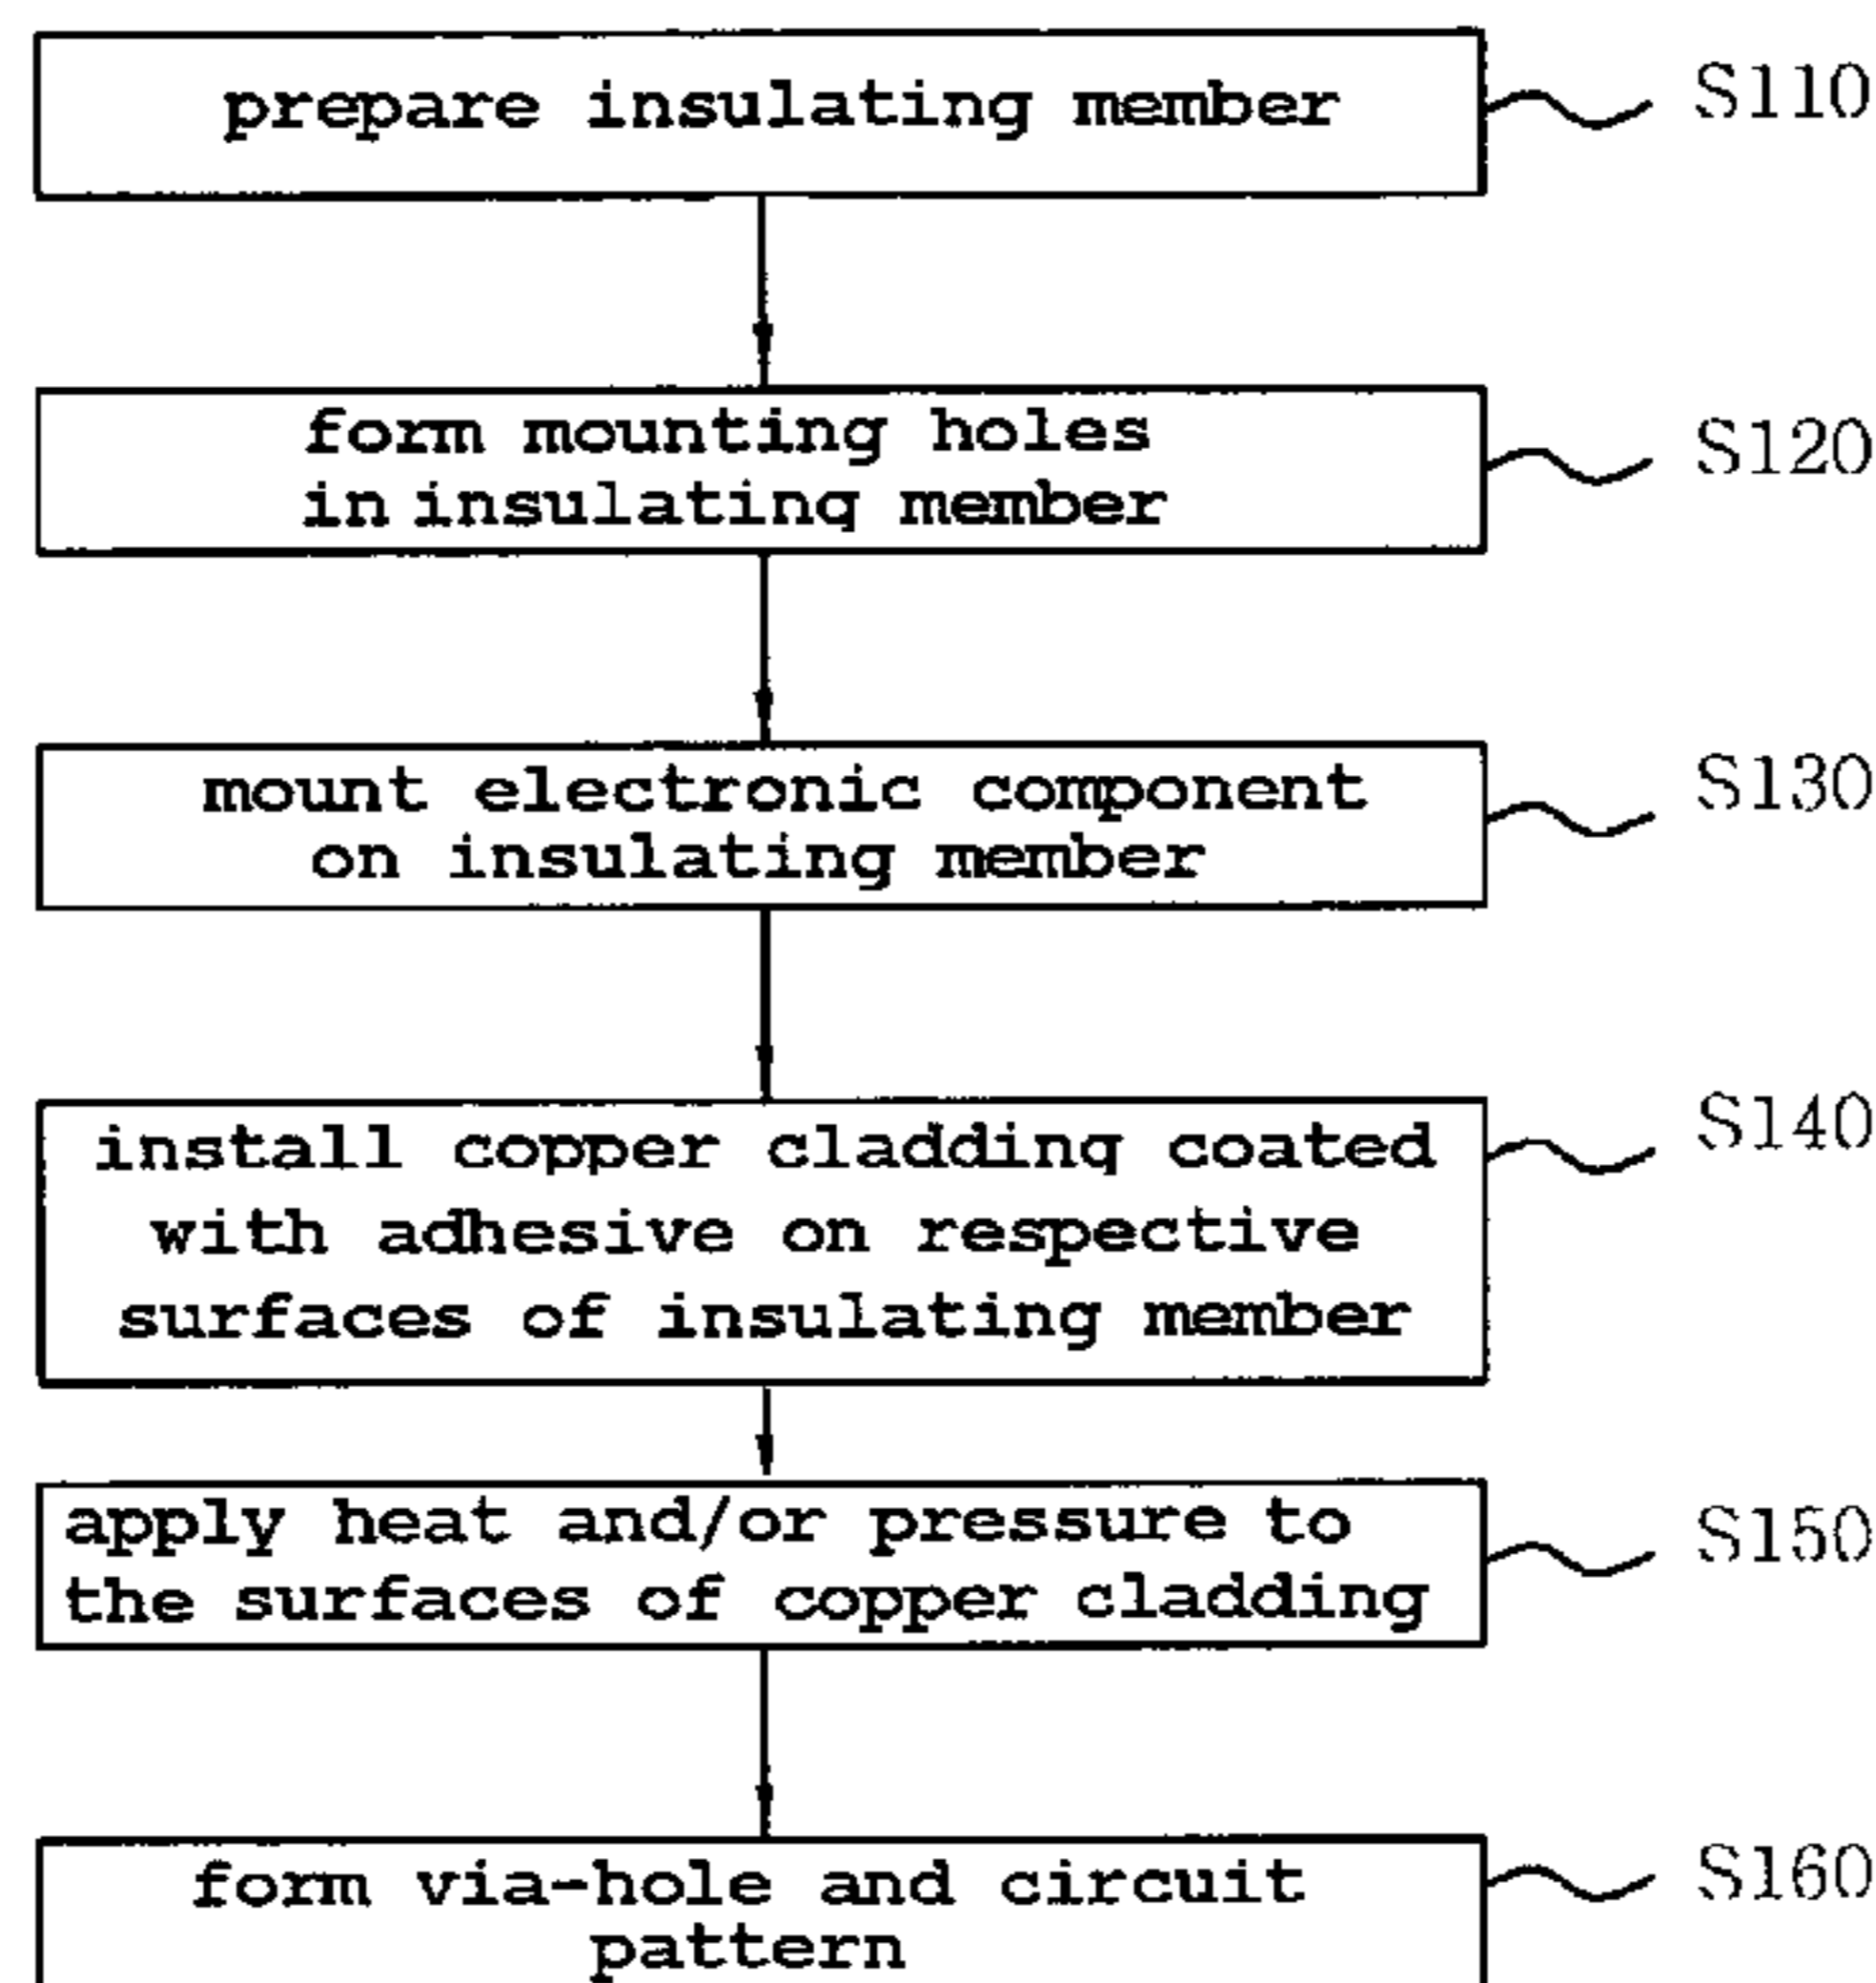 prepare insulating member
S110
form mounting holes
in insulating member
S120
mount electronic component
on insulating member
S130
install copper cladding coated
with adhesive on respective
surfaces of insulating member
S140
apply heat and/or pressure to
the surfaces of copper cladding
S150
form via-hole and circuit
pattern
S160